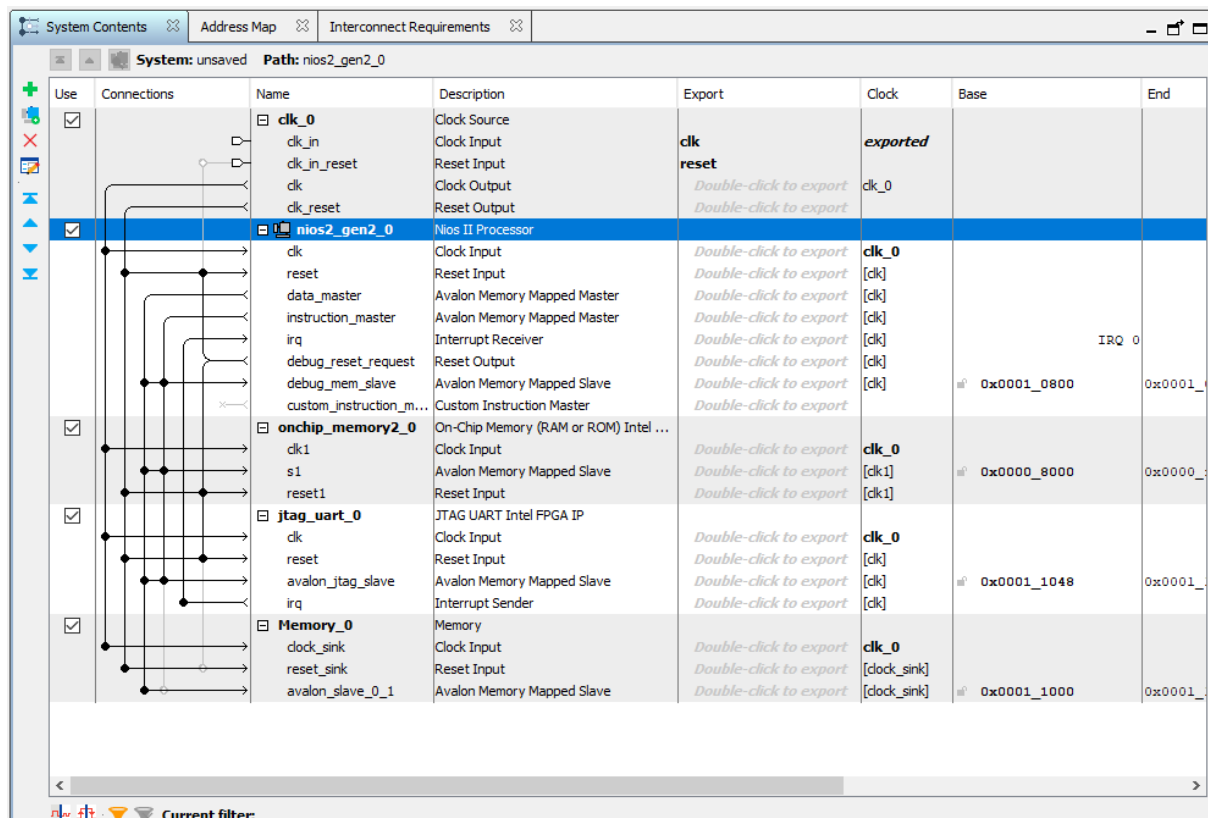 System Contents Address Map Interconnect Requirements
System: unsaved Path: nios2_gen2_0
Use Connections Name Description Export Clock Base End
clk_0 Clock Source
clk_in Clock Input clk exported
clk_in_reset Reset Input reset
clk Clock Output Double-click to export clk_0
clk_reset Reset Output Double-click to export
nios2_gen2_0 Nios II Processor
clk Clock Input Double-click to export clk_0
reset Reset Input Double-click to export [clk]
data_master Avalon Memory Mapped Master Double-click to export [clk]
instruction_master Avalon Memory Mapped Master Double-click to export [clk]
irq Interrupt Receiver Double-click to export [clk] IRQ 0
debug_reset_request Reset Output Double-click to export [clk]
debug_mem_slave Avalon Memory Mapped Slave Double-click to export [clk] 0x0001_0800 0x0001_
custom_instruction_m... Custom Instruction Master Double-click to export
onchip_memory2_0 On-Chip Memory (RAM or ROM) Intel ...
clk1 Clock Input Double-click to export clk_0
s1 Avalon Memory Mapped Slave Double-click to export [clk1] 0x0000_8000 0x0000_
reset1 Reset Input Double-click to export [clk1]
jtag_uart_0 JTAG UART Intel FPGA IP
clk Clock Input Double-click to export clk_0
reset Reset Input Double-click to export [clk]
avalon_jtag_slave Avalon Memory Mapped Slave Double-click to export [clk] 0x0001_1048 0x0001_
irq Interrupt Sender Double-click to export [clk]
Memory_0 Memory
clock_sink Clock Input Double-click to export clk_0
reset_sink Reset Input Double-click to export [clock_sink]
avalon_slave_0_1 Avalon Memory Mapped Slave Double-click to export [clock_sink] 0x0001_1000 0x0001_
Current filter: